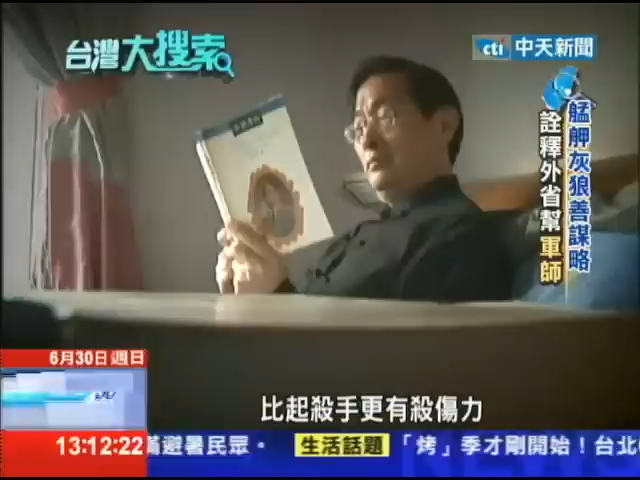 台灣大搜索
cti 中天新聞
艋舺灰狼善謀略
詮釋外省幫軍師
6月30日週日
比起殺手更有殺傷力
13:12:22
滿避暑民眾。 生活話題 「烤」季才剛開始！台北